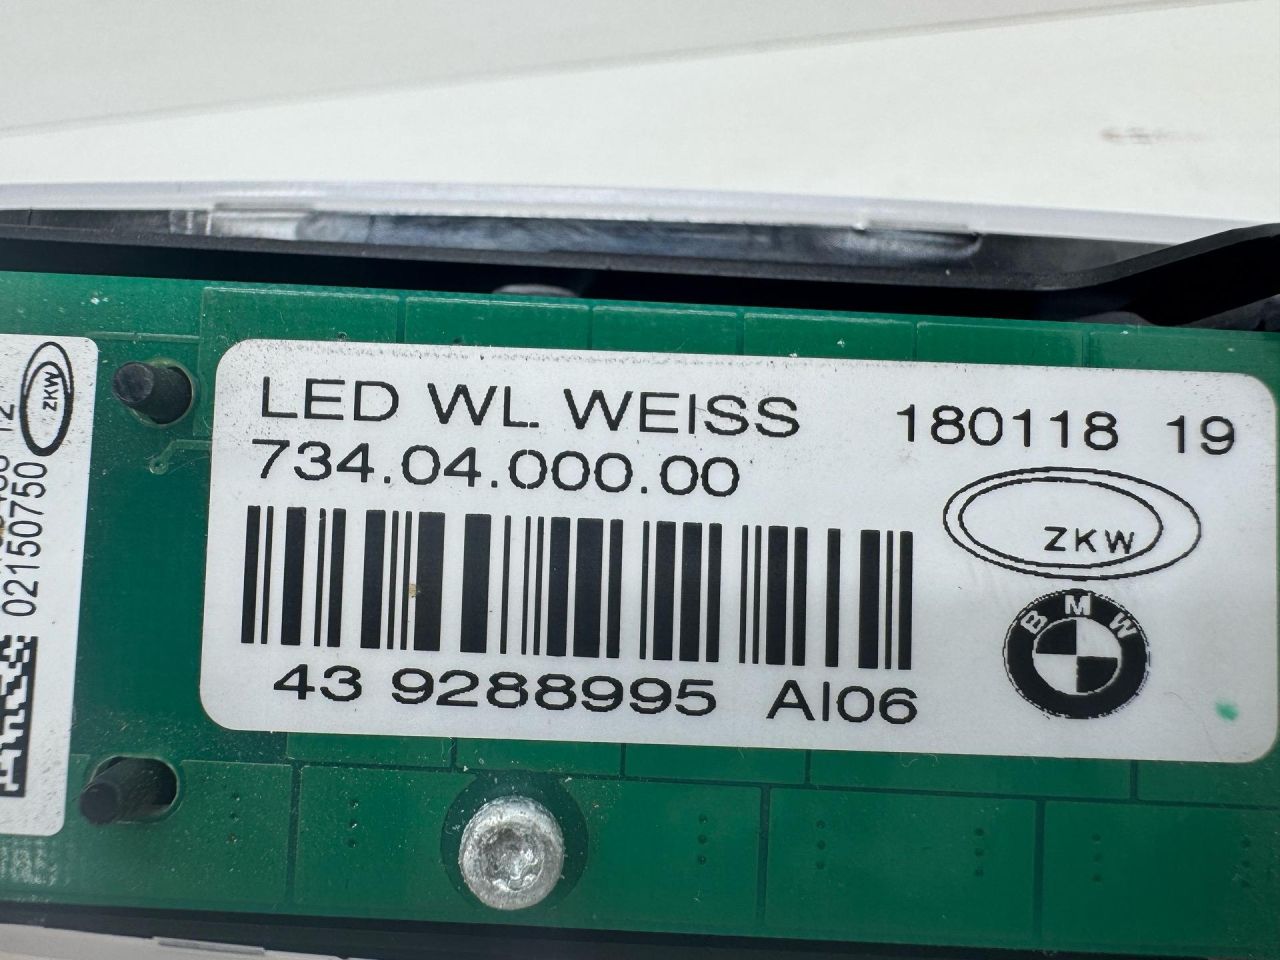 LED WL WEISS 180118 19
734.04.000.00
ZKW
BMW
43 9288995 AI06
ZKW
02150750